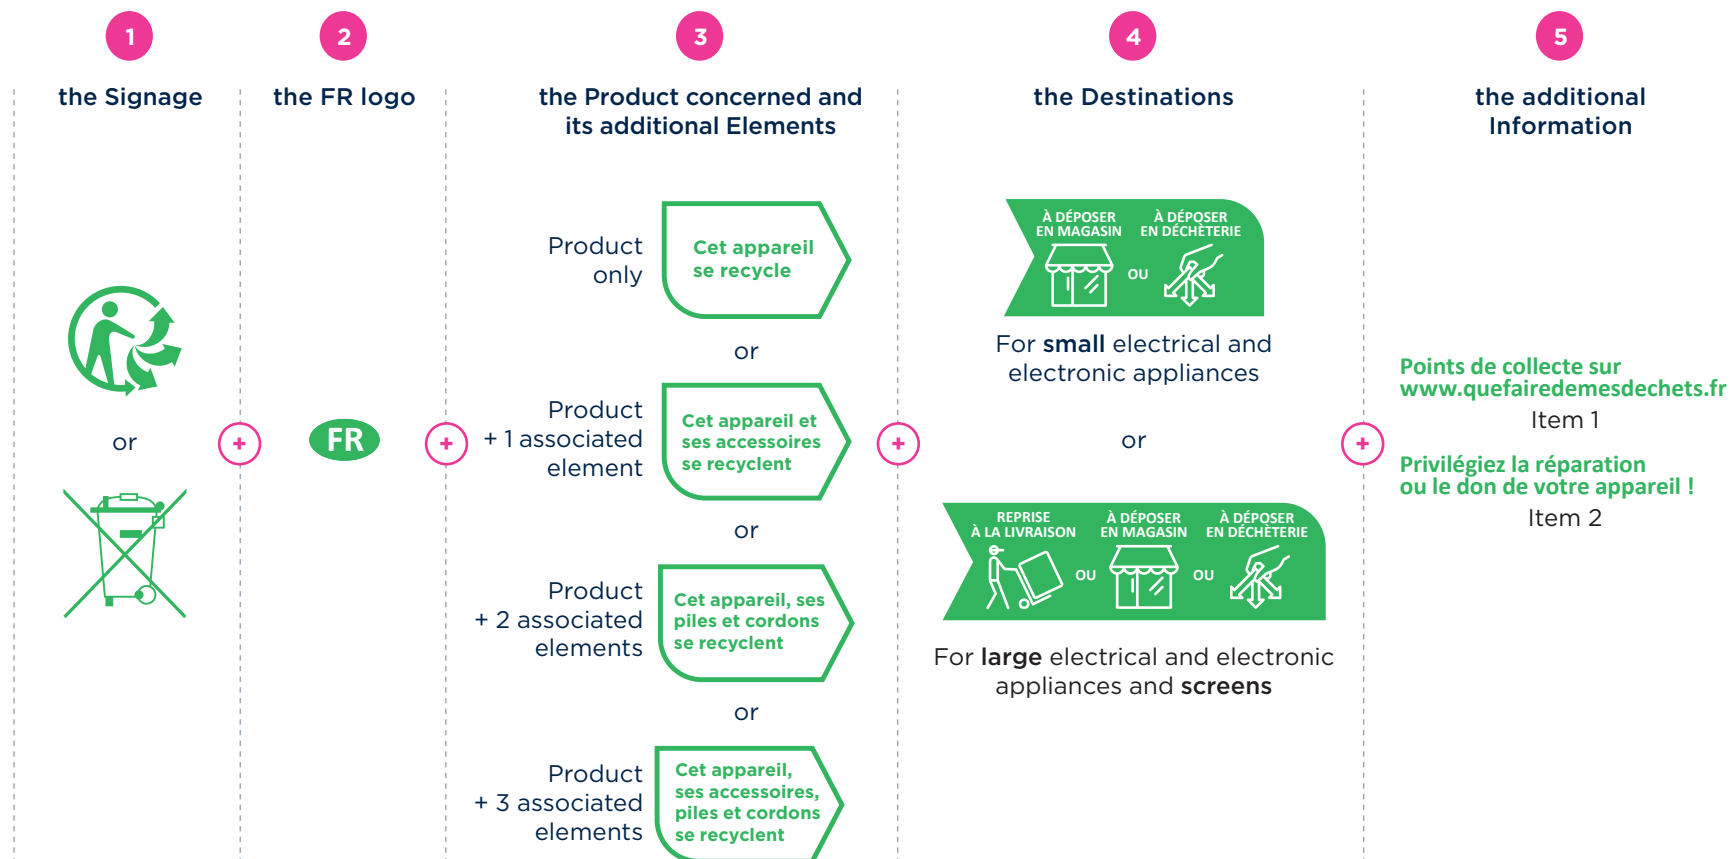 1
the Signage
or
2
the FR logo
+
FR
+
3
the Product concerned and
its additional Elements
Product
only
Cet appareil
se recycle
or
Product
+ 1 associated
element
Cet appareil et
ses accessoires
se recyclent
or
Product
+ 2 associated
elements
Cet appareil, ses
piles et cordons
se recyclent
or
Product
+ 3 associated
elements
Cet appareil,
ses accessoires,
piles et cordons
se recyclent
+
4
the Destinations
À DÉPOSER
EN MAGASIN
OU
À DÉPOSER
EN DÉCHÈTERIE
For small electrical and
electronic appliances
or
REPRISE
À LA LIVRAISON
OU
À DÉPOSER
EN MAGASIN
OU
À DÉPOSER
EN DÉCHÈTERIE
For large electrical and electronic
appliances and screens
+
5
the additional
Information
Points de collecte sur
www.quefairedemesdechets.fr
Item 1
Privilégiez la réparation
ou le don de votre appareil !
Item 2